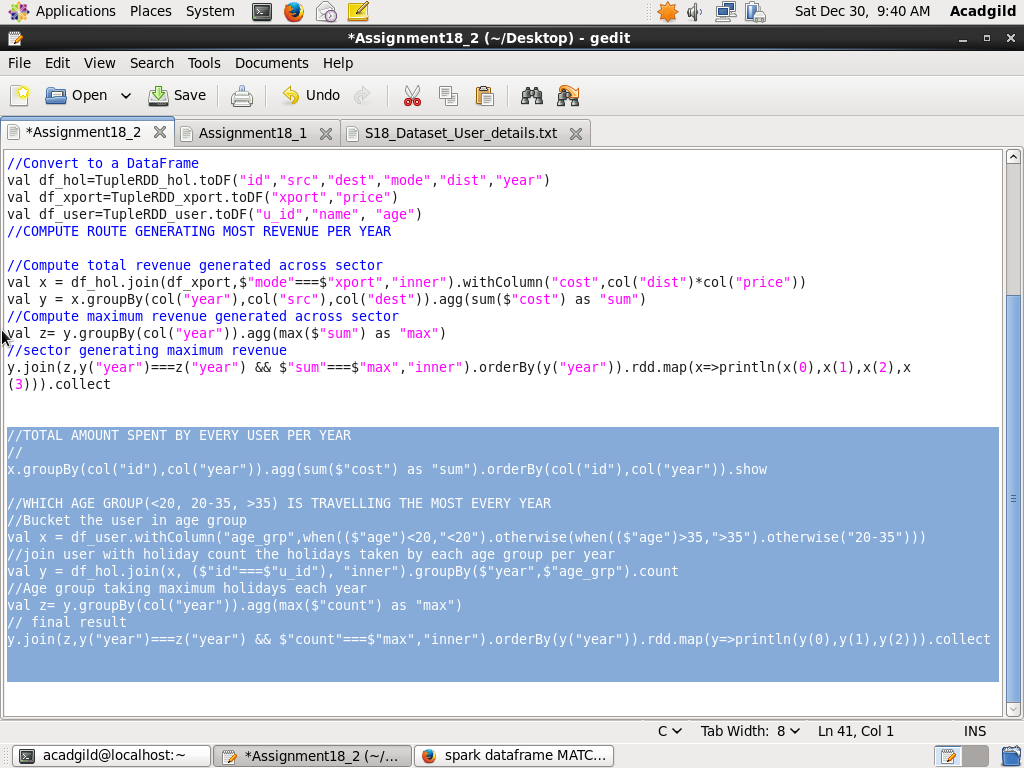 Applications Places System Sat Dec 30, 9:40 AM Acadgild
*Assignment18_2 (~/Desktop) - gedit
File Edit View Search Tools Documents Help
Open Save Undo
*Assignment18_2 Assignment18_1 S18_Dataset_User_details.txt
//Convert to a DataFrame
val df_hol=TupleRDD_hol.toDF("id","src","dest","mode","dist","year")
val df_xport=TupleRDD_xport.toDF("xport","price")
val df_user=TupleRDD_user.toDF("u_id","name", "age")
//COMPUTE ROUTE GENERATING MOST REVENUE PER YEAR
//Compute total revenue generated across sector
val x = df_hol.join(df_xport,$"mode"===$"xport","inner").withColumn("cost",col("dist")*col("price"))
val y = x.groupBy(col("year"),col("src"),col("dest")).agg(sum($"cost") as "sum")
//Compute maximum revenue generated across sector
val z= y.groupBy(col("year")).agg(max($"sum") as "max")
//sector generating maximum revenue
y.join(z,y("year")===z("year") && $"sum"===$"max","inner").orderBy(y("year")).rdd.map(x=>println(x(0),x(1),x(2),x
(3))).collect
//TOTAL AMOUNT SPENT BY EVERY USER PER YEAR
//
x.groupBy(col("id"),col("year")).agg(sum($"cost") as "sum").orderBy(col("id"),col("year")).show
//WHICH AGE GROUP(<20, 20-35, >35) IS TRAVELLING THE MOST EVERY YEAR
//Bucket the user in age group
val x = df_user.withColumn("age_grp",when(($"age")<20,"<20").otherwise(when(($"age")>35,">35").otherwise("20-35")))
//join user with holiday count the holidays taken by each age group per year
val y = df_hol.join(x, ($"id"===$"u_id"), "inner").groupBy($"year",$"age_grp").count
//Age group taking maximum holidays each year
val z= y.groupBy(col("year")).agg(max($"count") as "max")
// final result
y.join(z,y("year")===z("year") && $"count"===$"max","inner").orderBy(y("year")).rdd.map(y=>println(y(0),y(1),y(2))).collect
C Tab Width: 8 Ln 41, Col 1 INS
acadgild@localhost:~ *Assignment18_2 (~/... spark dataframe MATC...